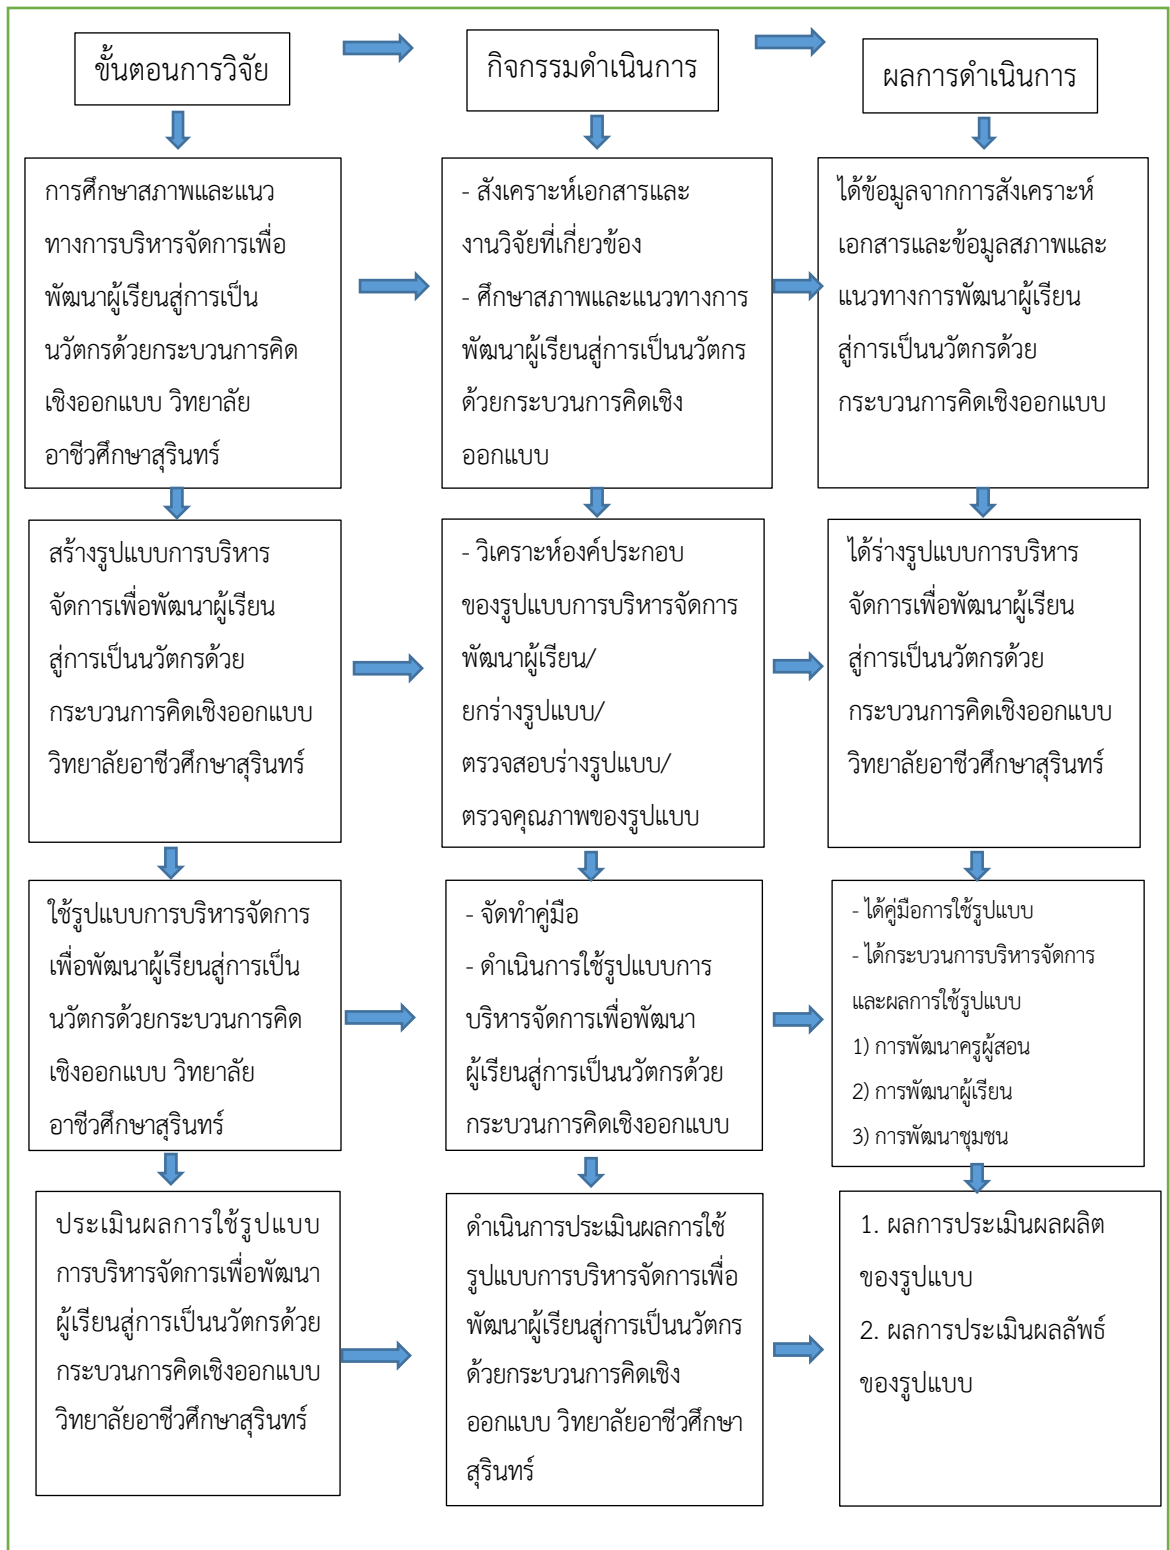 ขั้นตอนการวิจัย
กิจกรรมดำเนินการ
ผลการดำเนินการ
การศึกษาสภาพและแนว
ทางการบริหารจัดการเพื่อ
พัฒนาผู้เรียนสู่การเป็น
นวัตกรด้วยกระบวนการคิด
เชิงออกแบบ วิทยาลัย
อาชีวศึกษาสุรินทร์
- สังเคราะห์เอกสารและ
งานวิจัยที่เกี่ยวข้อง
- ศึกษาสภาพและแนวทางการ
พัฒนาผู้เรียนสู่การเป็นนวัตกร
ด้วยกระบวนการคิดเชิง
ออกแบบ
ได้ข้อมูลจากการสังเคราะห์
เอกสารและข้อมูลสภาพและ
แนวทางการพัฒนาผู้เรียน
สู่การเป็นนวัตกรด้วย
กระบวนการคิดเชิงออกแบบ
สร้างรูปแบบการบริหาร
จัดการเพื่อพัฒนาผู้เรียน
สู่การเป็นนวัตกรด้วย
กระบวนการคิดเชิงออกแบบ
วิทยาลัยอาชีวศึกษาสุรินทร์
- วิเคราะห์องค์ประกอบ
ของรูปแบบการบริหารจัดการ
พัฒนาผู้เรียน/
ยกร่างรูปแบบ/
ตรวจสอบร่างรูปแบบ/
ตรวจคุณภาพของรูปแบบ
ได้ร่างรูปแบบการบริหาร
จัดการเพื่อพัฒนาผู้เรียน
สู่การเป็นนวัตกรด้วย
กระบวนการคิดเชิงออกแบบ
วิทยาลัยอาชีวศึกษาสุรินทร์
ใช้รูปแบบการบริหารจัดการ
เพื่อพัฒนาผู้เรียนสู่การเป็น
นวัตกรด้วยกระบวนการคิด
เชิงออกแบบ วิทยาลัย
อาชีวศึกษาสุรินทร์
- จัดทำคู่มือ
- ดำเนินการใช้รูปแบบการ
บริหารจัดการเพื่อพัฒนา
ผู้เรียนสู่การเป็นนวัตกรด้วย
กระบวนการคิดเชิงออกแบบ
- ได้คู่มือการใช้รูปแบบ
- ได้กระบวนการบริหารจัดการ
และผลการใช้รูปแบบ
1) การพัฒนาครูผู้สอน
2) การพัฒนาผู้เรียน
3) การพัฒนาชุมชน
ประเมินผลการใช้รูปแบบ
การบริหารจัดการเพื่อพัฒนา
ผู้เรียนสู่การเป็นนวัตกรด้วย
กระบวนการคิดเชิงออกแบบ
วิทยาลัยอาชีวศึกษาสุรินทร์
ดำเนินการประเมินผลการใช้
รูปแบบการบริหารจัดการเพื่อ
พัฒนาผู้เรียนสู่การเป็นนวัตกร
ด้วยกระบวนการคิดเชิง
ออกแบบ วิทยาลัยอาชีวศึกษา
สุรินทร์
1. ผลการประเมินผลผลิต
ของรูปแบบ
2. ผลการประเมินผลลัพธ์
ของรูปแบบ